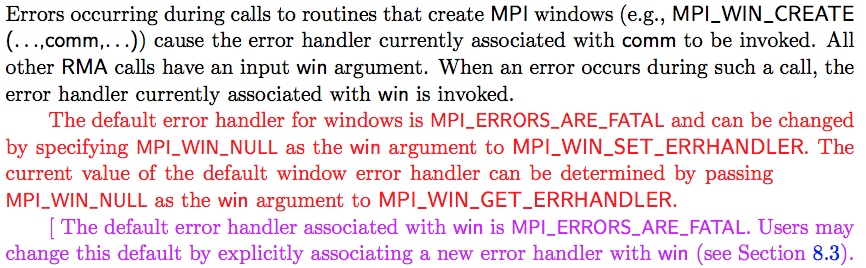 Errors occurring during calls to routines that create MPI windows (e.g., MPI_WIN_CREATE
(...,comm,...)) cause the error handler currently associated with comm to be invoked. All
other RMA calls have an input win argument. When an error occurs during such a call, the
error handler currently associated with win is invoked.
The default error handler for windows is MPI_ERRORS_ARE_FATAL and can be changed
by specifying MPI_WIN_NULL as the win argument to MPI_WIN_SET_ERRHANDLER. The
current value of the default window error handler can be determined by passing
MPI_WIN_NULL as the win argument to MPI_WIN_GET_ERRHANDLER.
[ The default error handler associated with win is MPI_ERRORS_ARE_FATAL. Users may
change this default by explicitly associating a new error handler with win (see Section 8.3).